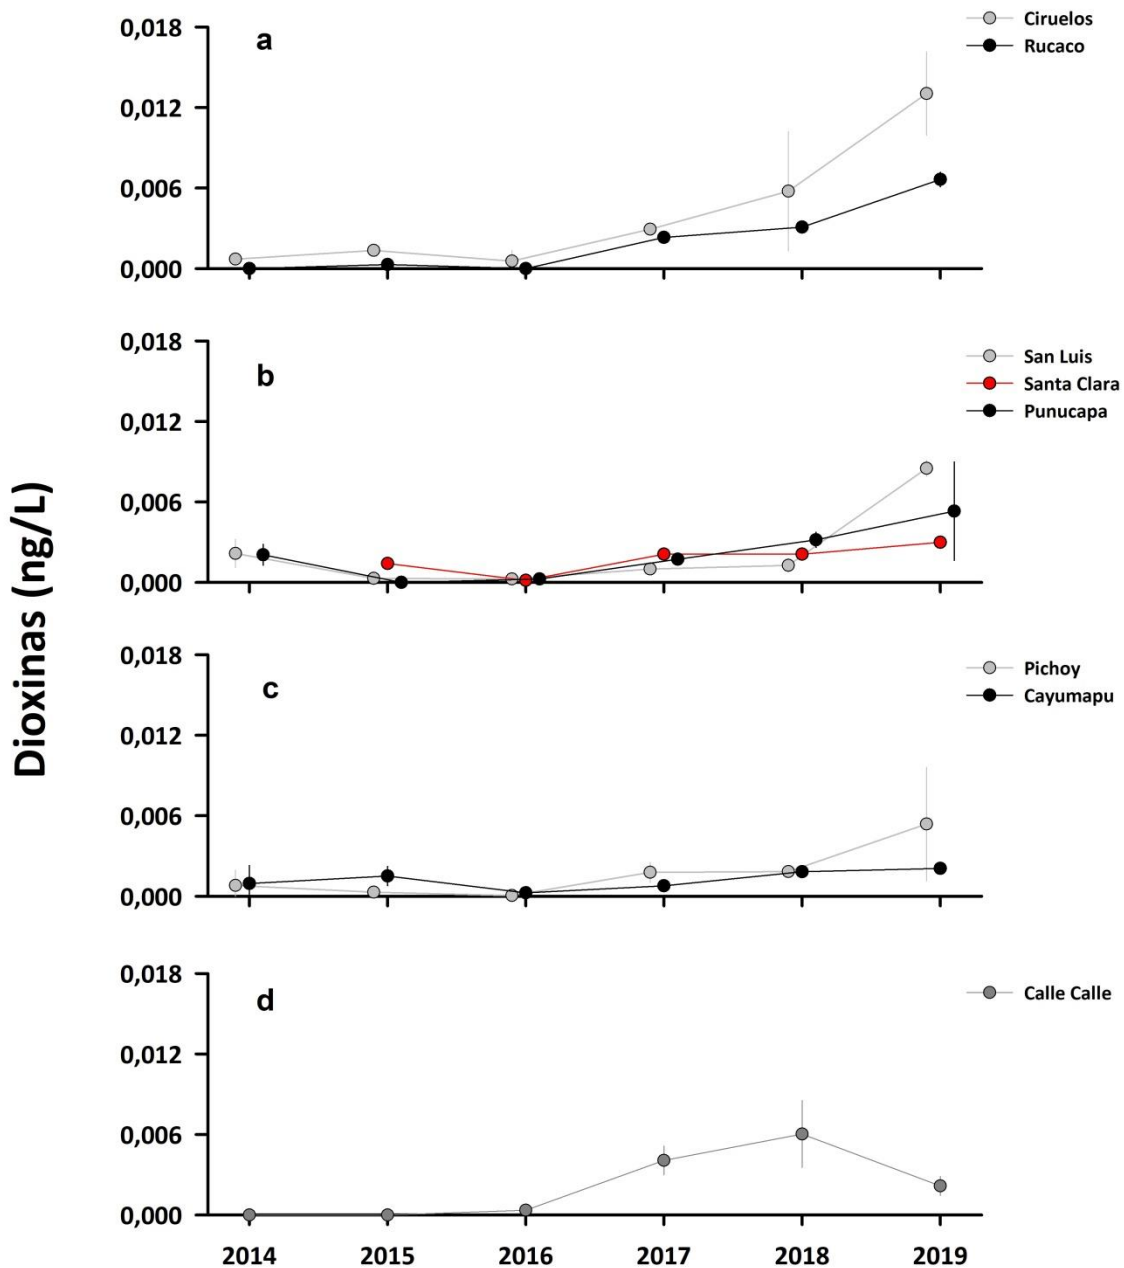 Dioxinas (ng/L)
a
0,018
0,012
0,006
0,000
Ciruelos
Rucaco
b
0,018
0,012
0,006
0,000
San Luis
Santa Clara
Punucapa
c
0,018
0,012
0,006
0,000
Pichoy
Cayumapu
d
0,018
0,012
0,006
0,000
Calle Calle
2014 2015 2016 2017 2018 2019